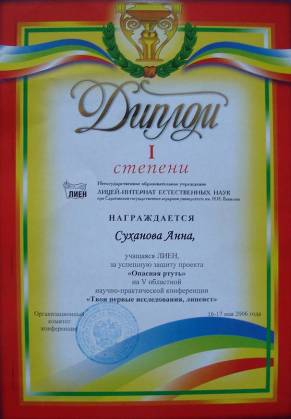 Диплом
I
степени
Негосударственное образовательное учреждение
ЛИЦЕЙ-ИНТЕРНАТ ЕСТЕСТВЕННЫХ НАУК
при Саратовском государственном аграрном университете им. Н.И. Вавилова
ЛИЕН
НАГРАЖДАЕТСЯ
Суханова Анна,
учащаяся ЛИЕН,
за успешную защиту проекта
«Опасная ртуть»
на V областной
научно-практической конференции
«Твои первые исследования, лицеист»
Организационный
комитет
конференции
16-17 мая 2006 года